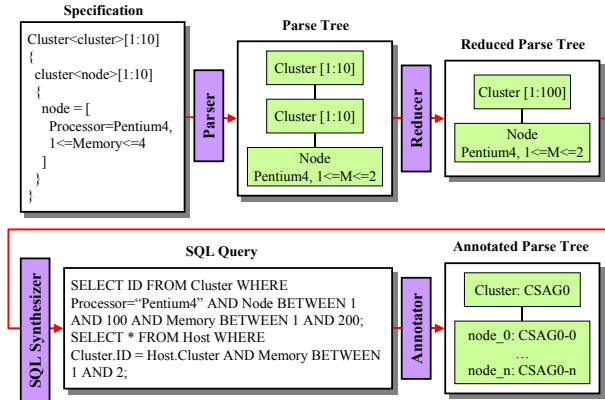 Specification
Cluster<cluster>[1:10]
{
cluster<node>[1:10]
{
node = [
Processor=Pentium4,
1<=Memory<=4
]
}
}
Parser
Parse Tree
Cluster [1:10]
Cluster [1:10]
Node
Pentium4, 1<=M<=2
Reducer
Reduced Parse Tree
Cluster [1:100]
Node
Pentium4, 1<=M<=2
SQL Synthesizer
SQL Query
SELECT ID FROM Cluster WHERE
Processor=“Pentium4” AND Node BETWEEN 1
AND 100 AND Memory BETWEEN 1 AND 200;
SELECT * FROM Host WHERE
Cluster.ID = Host.Cluster AND Memory BETWEEN
1 AND 2;
Annotator
Annotated Parse Tree
Cluster: CSAG0
node_0: CSAG0-0
…
node_n: CSAG0-n